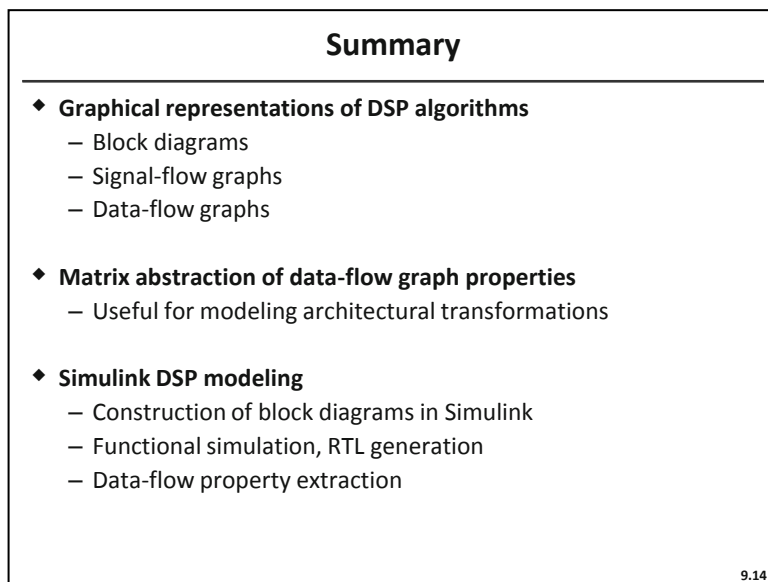 Summary
◆ Graphical representations of DSP algorithms
– Block diagrams
– Signal-flow graphs
– Data-flow graphs
◆ Matrix abstraction of data-flow graph properties
– Useful for modeling architectural transformations
◆ Simulink DSP modeling
– Construction of block diagrams in Simulink
– Functional simulation, RTL generation
– Data-flow property extraction
9.14